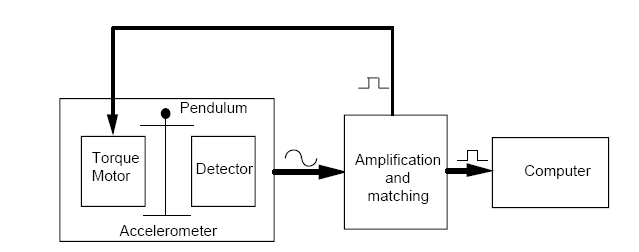 Pendulum
Torque
Motor
Detector
Accelerometer
Amplification
and
matching
Computer